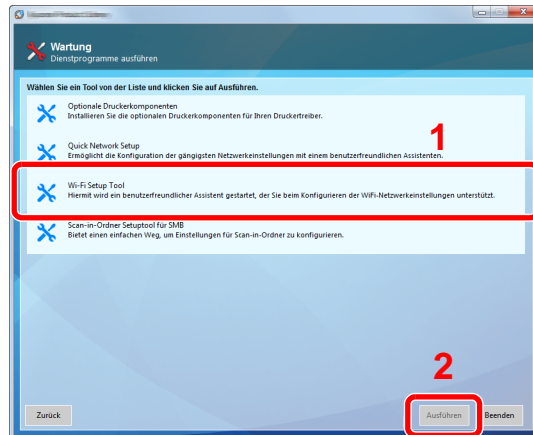 Wartung
Dienstprogramme ausführen
Wählen Sie ein Tool von der Liste und klicken Sie auf Ausführen.
Optionale Druckerkomponenten
Installieren Sie die optionalen Druckerkomponenten für Ihren Druckertreiber.
1
Quick Network Setup
Ermöglicht die Konfiguration der gängigsten Netzwerkeinstellungen mit einem benutzerfreundlichen Assistenten.
Wi-Fi Setup Tool
Hiermit wird ein benutzerfreundlicher Assistent gestartet, der Sie beim Konfigurieren der WiFi-Netzwerkeinstellungen unterstützt.
Scan-in-Ordner Setuptool für SMB
Bietet einen einfachen Weg, um Einstellungen für Scan-in-Ordner zu konfigurieren.
2
Zurück
Ausführen
Beenden